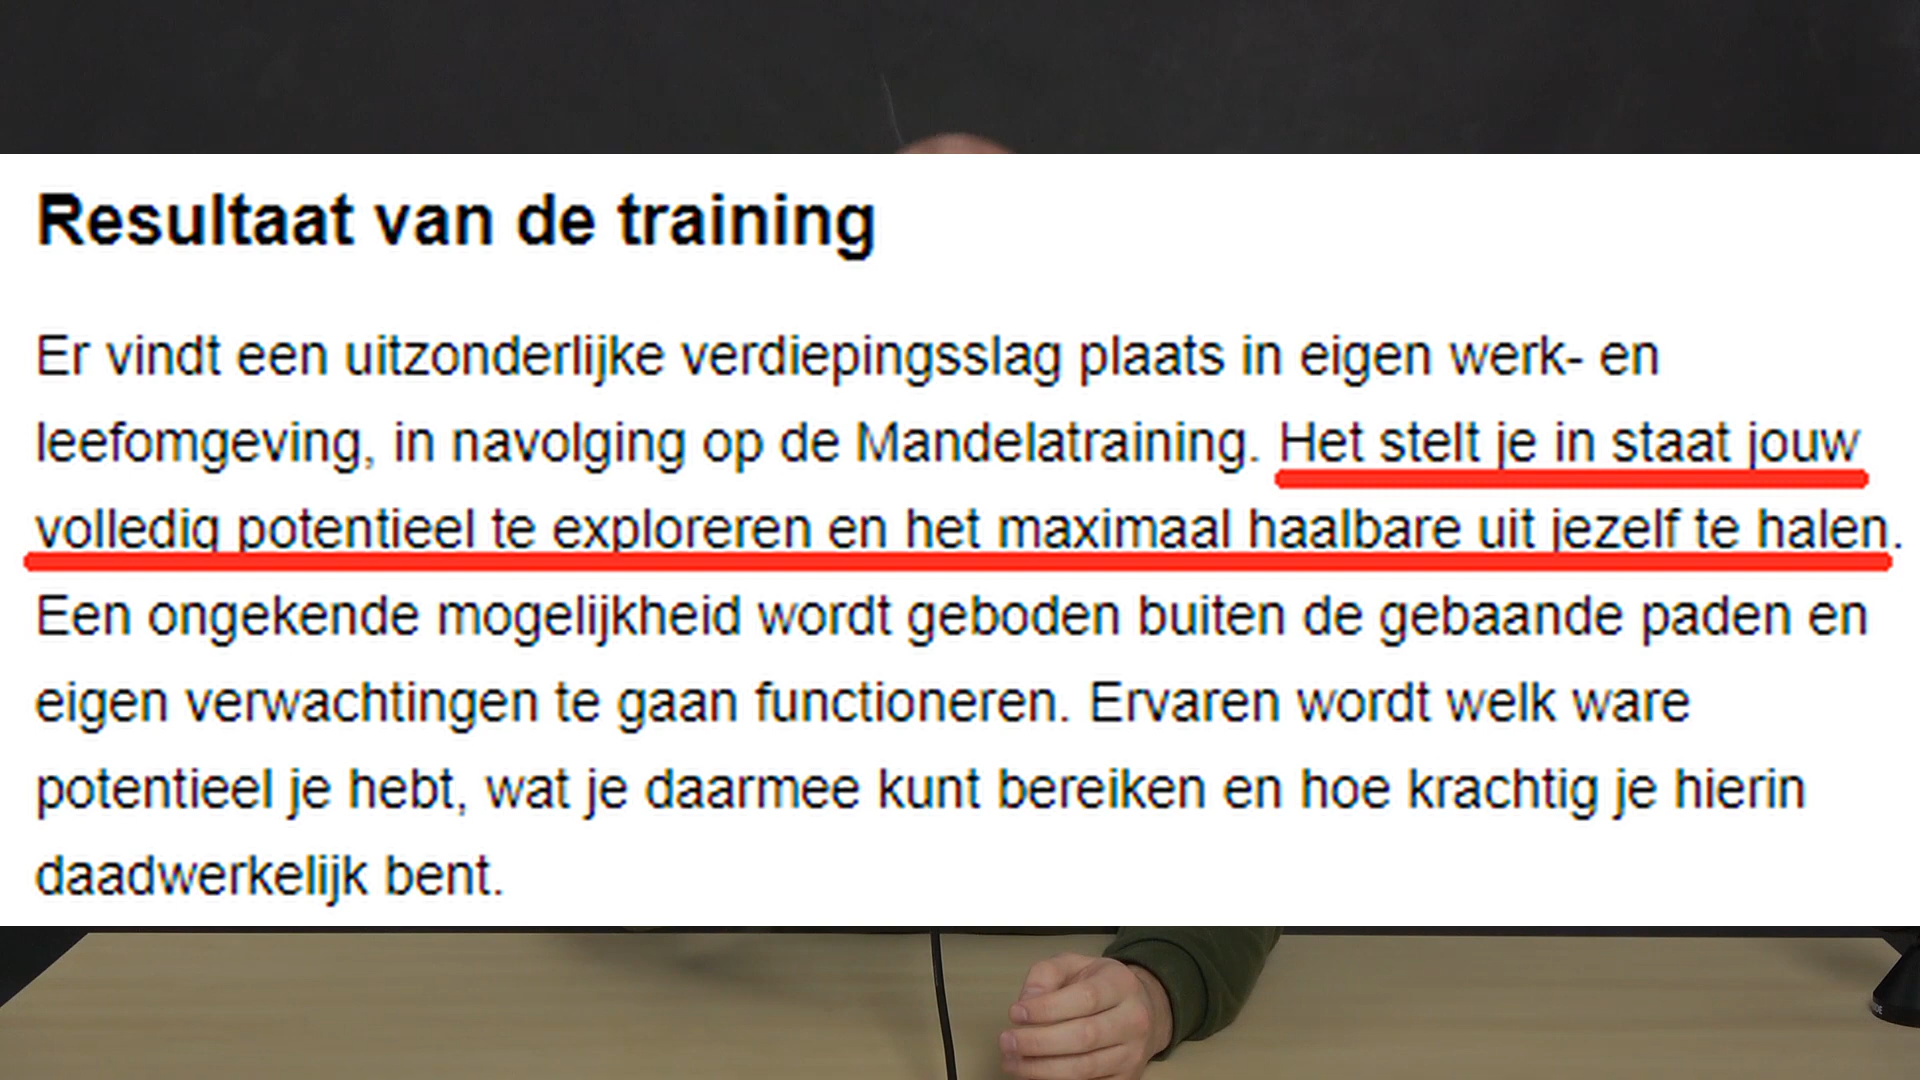 Resultaat van de training
Er vindt een uitzonderlijke verdiepingsslag plaats in eigen werk- en
leefomgeving, in navolging op de Mandelatraining. Het stelt je in staat jouw
volledig potentieel te exploreren en het maximaal haalbare uit jezelf te halen.
Een ongekende mogelijkheid wordt geboden buiten de gebaande paden en
eigen verwachtingen te gaan functioneren. Ervaren wordt welk ware
potentieel je hebt, wat je daarmee kunt bereiken en hoe krachtig je hierin
daadwerkelijk bent.